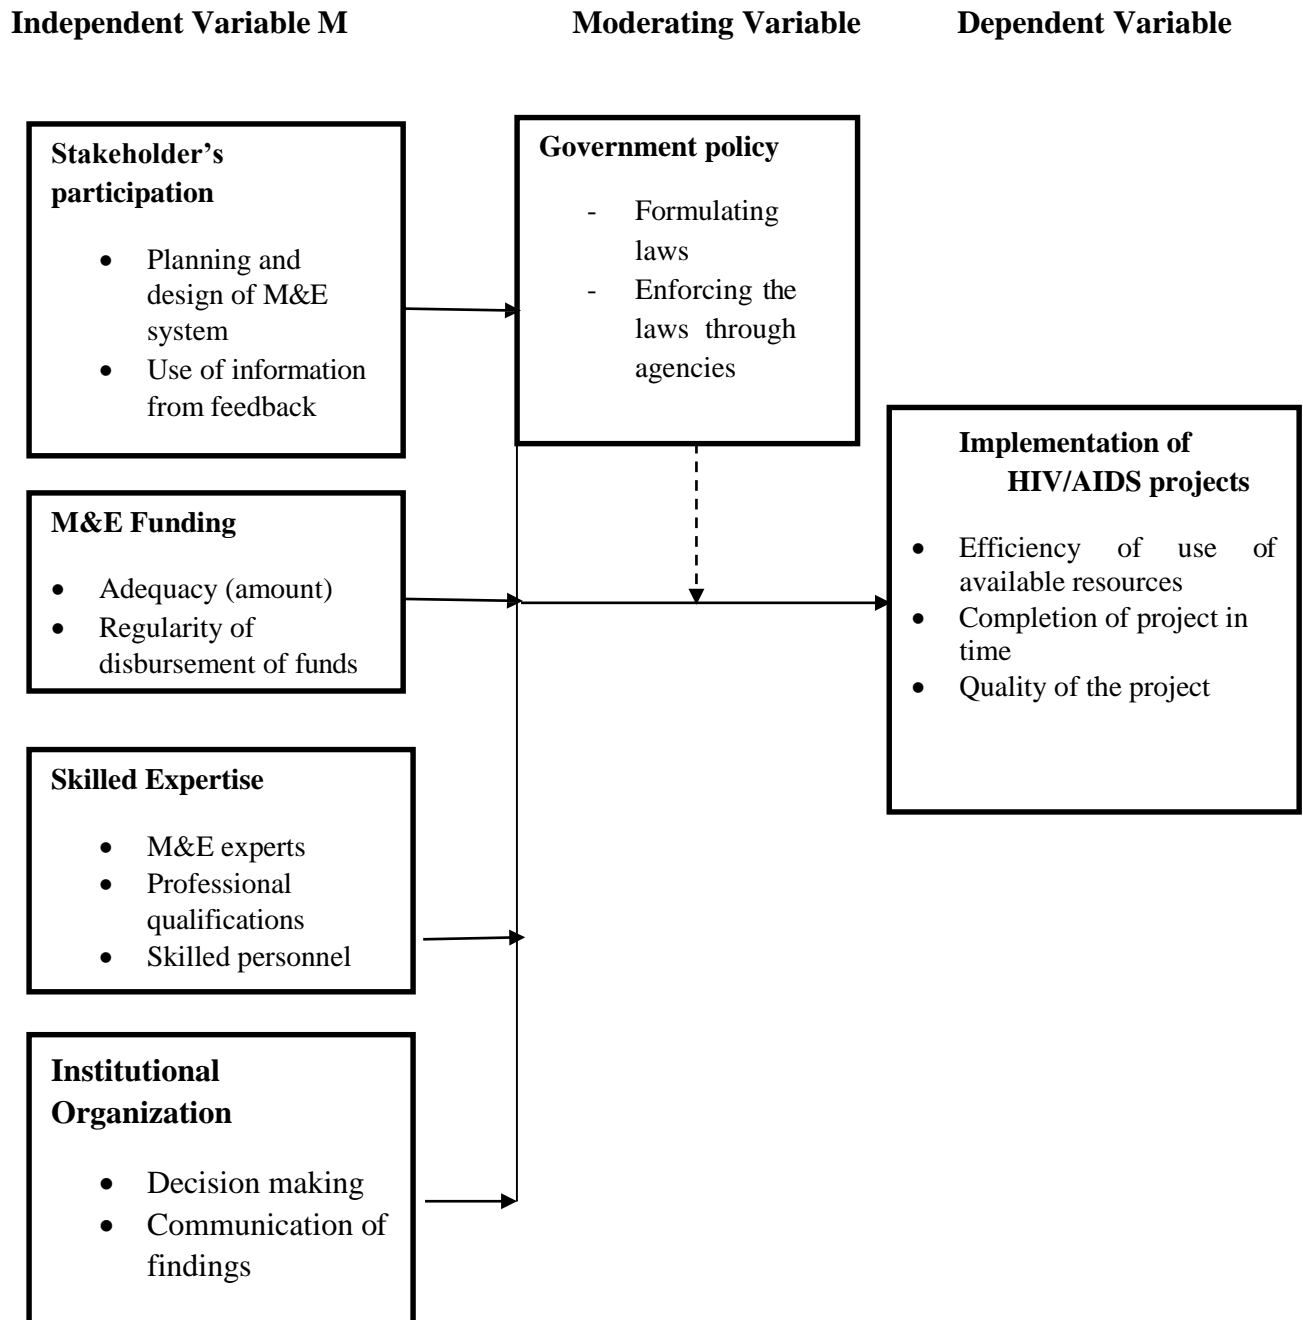 Independent Variable M
Moderating Variable
Dependent Variable
Stakeholder’s
participation
• Planning and
design of M&E
system
• Use of information
from feedback
M&E Funding
• Adequacy (amount)
• Regularity of
disbursement of funds
Skilled Expertise
• M&E experts
• Professional
qualifications
• Skilled personnel
Institutional
Organization
• Decision making
• Communication of
findings
Government policy
- Formulating
laws
- Enforcing the
laws through
agencies
Implementation of
HIV/AIDS projects
• Efficiency of use of
available resources
• Completion of project in
time
• Quality of the project